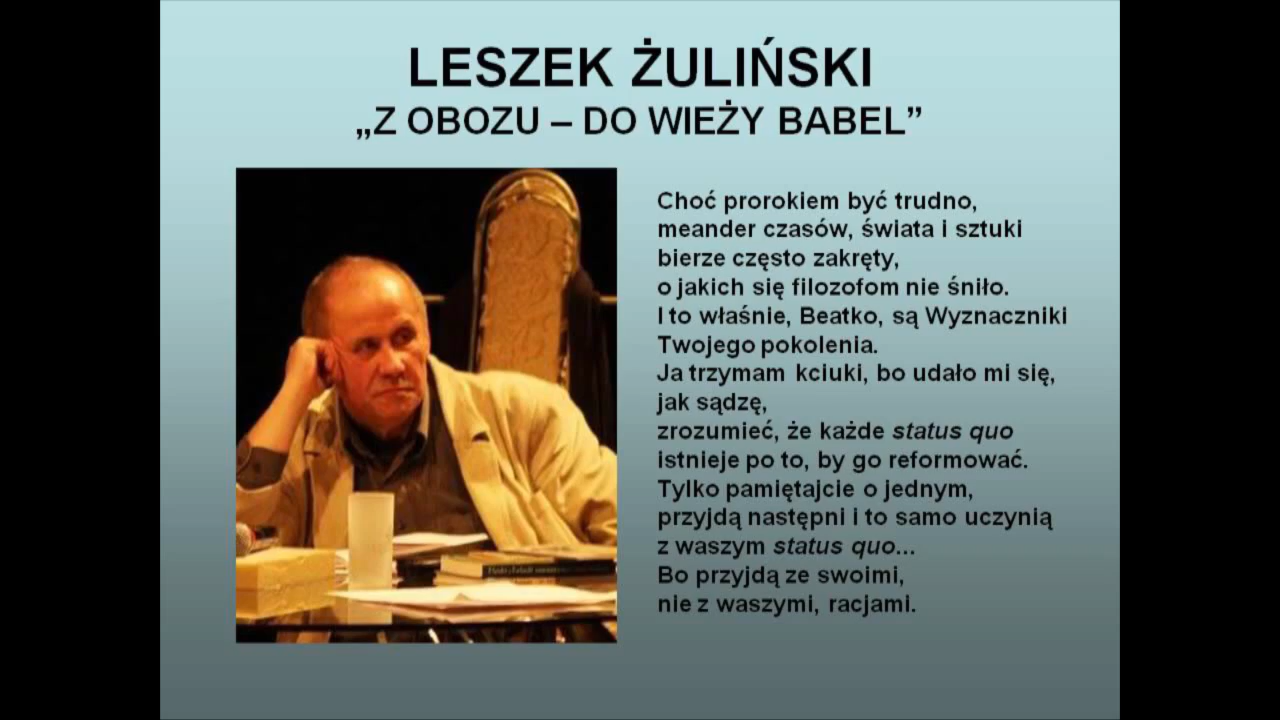 LESZEK ŻULIŃSKI
„Z OBOZU – DO WIEŻY BABEL”
Choć prorokiem być trudno,
meander czasów, świata i sztuki
bierze często zakręty,
o jakich się filozofom nie śniło.
I to właśnie, Beatko, są Wyznaczniki
Twojego pokolenia.
Ja trzymam kciuki, bo udało mi się,
jak sądzę,
zrozumieć, że każde status quo
istnieje po to, by go reformować.
Tylko pamiętajcie o jednym,
przyjdą następni i to samo uczynią
z waszym status quo...
Bo przyjdą ze swoimi,
nie z waszymi, racjami.